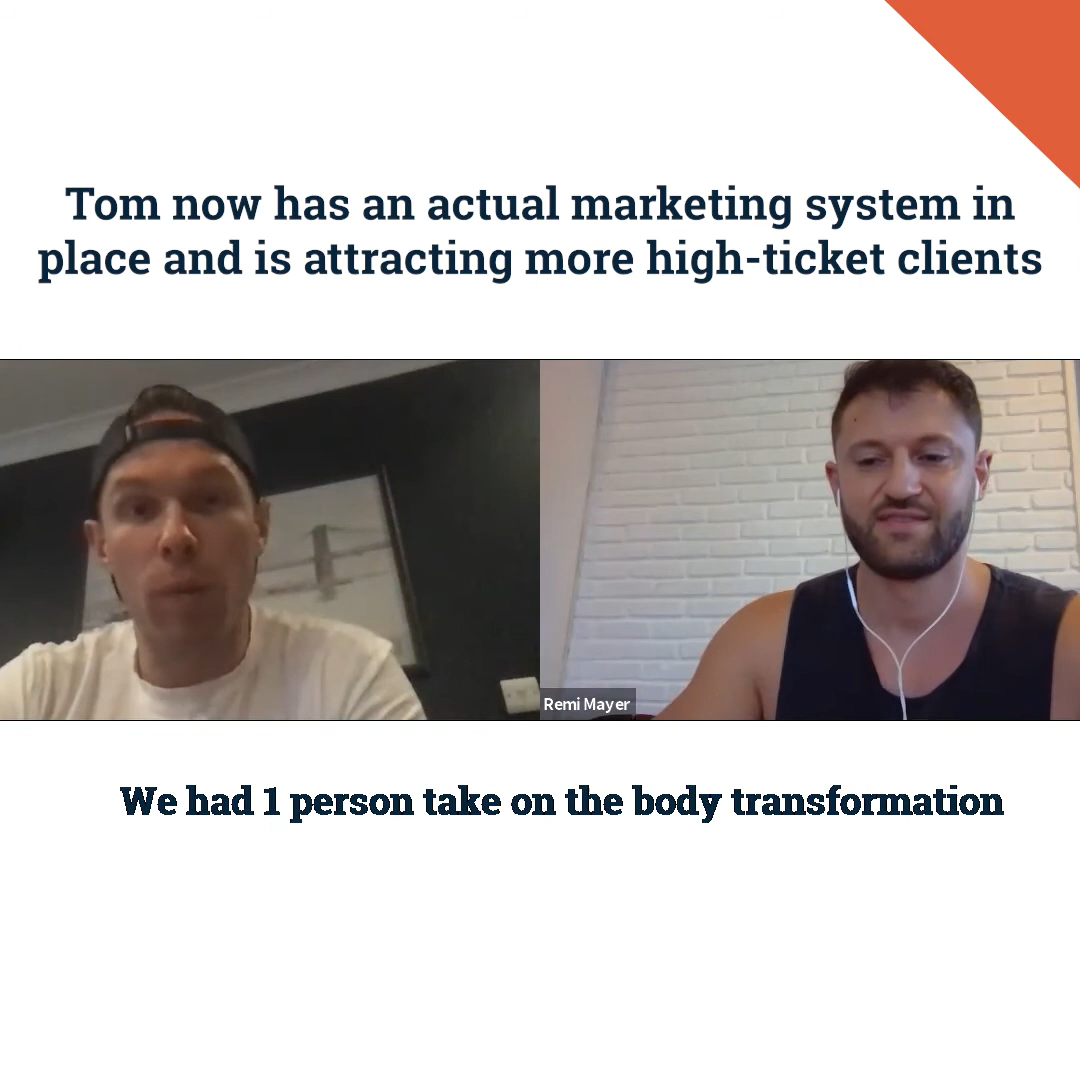 Tom now has an actual marketing system in
place and is attracting more high-ticket clients
Remi Mayer
We had 1 person take on the body transformation